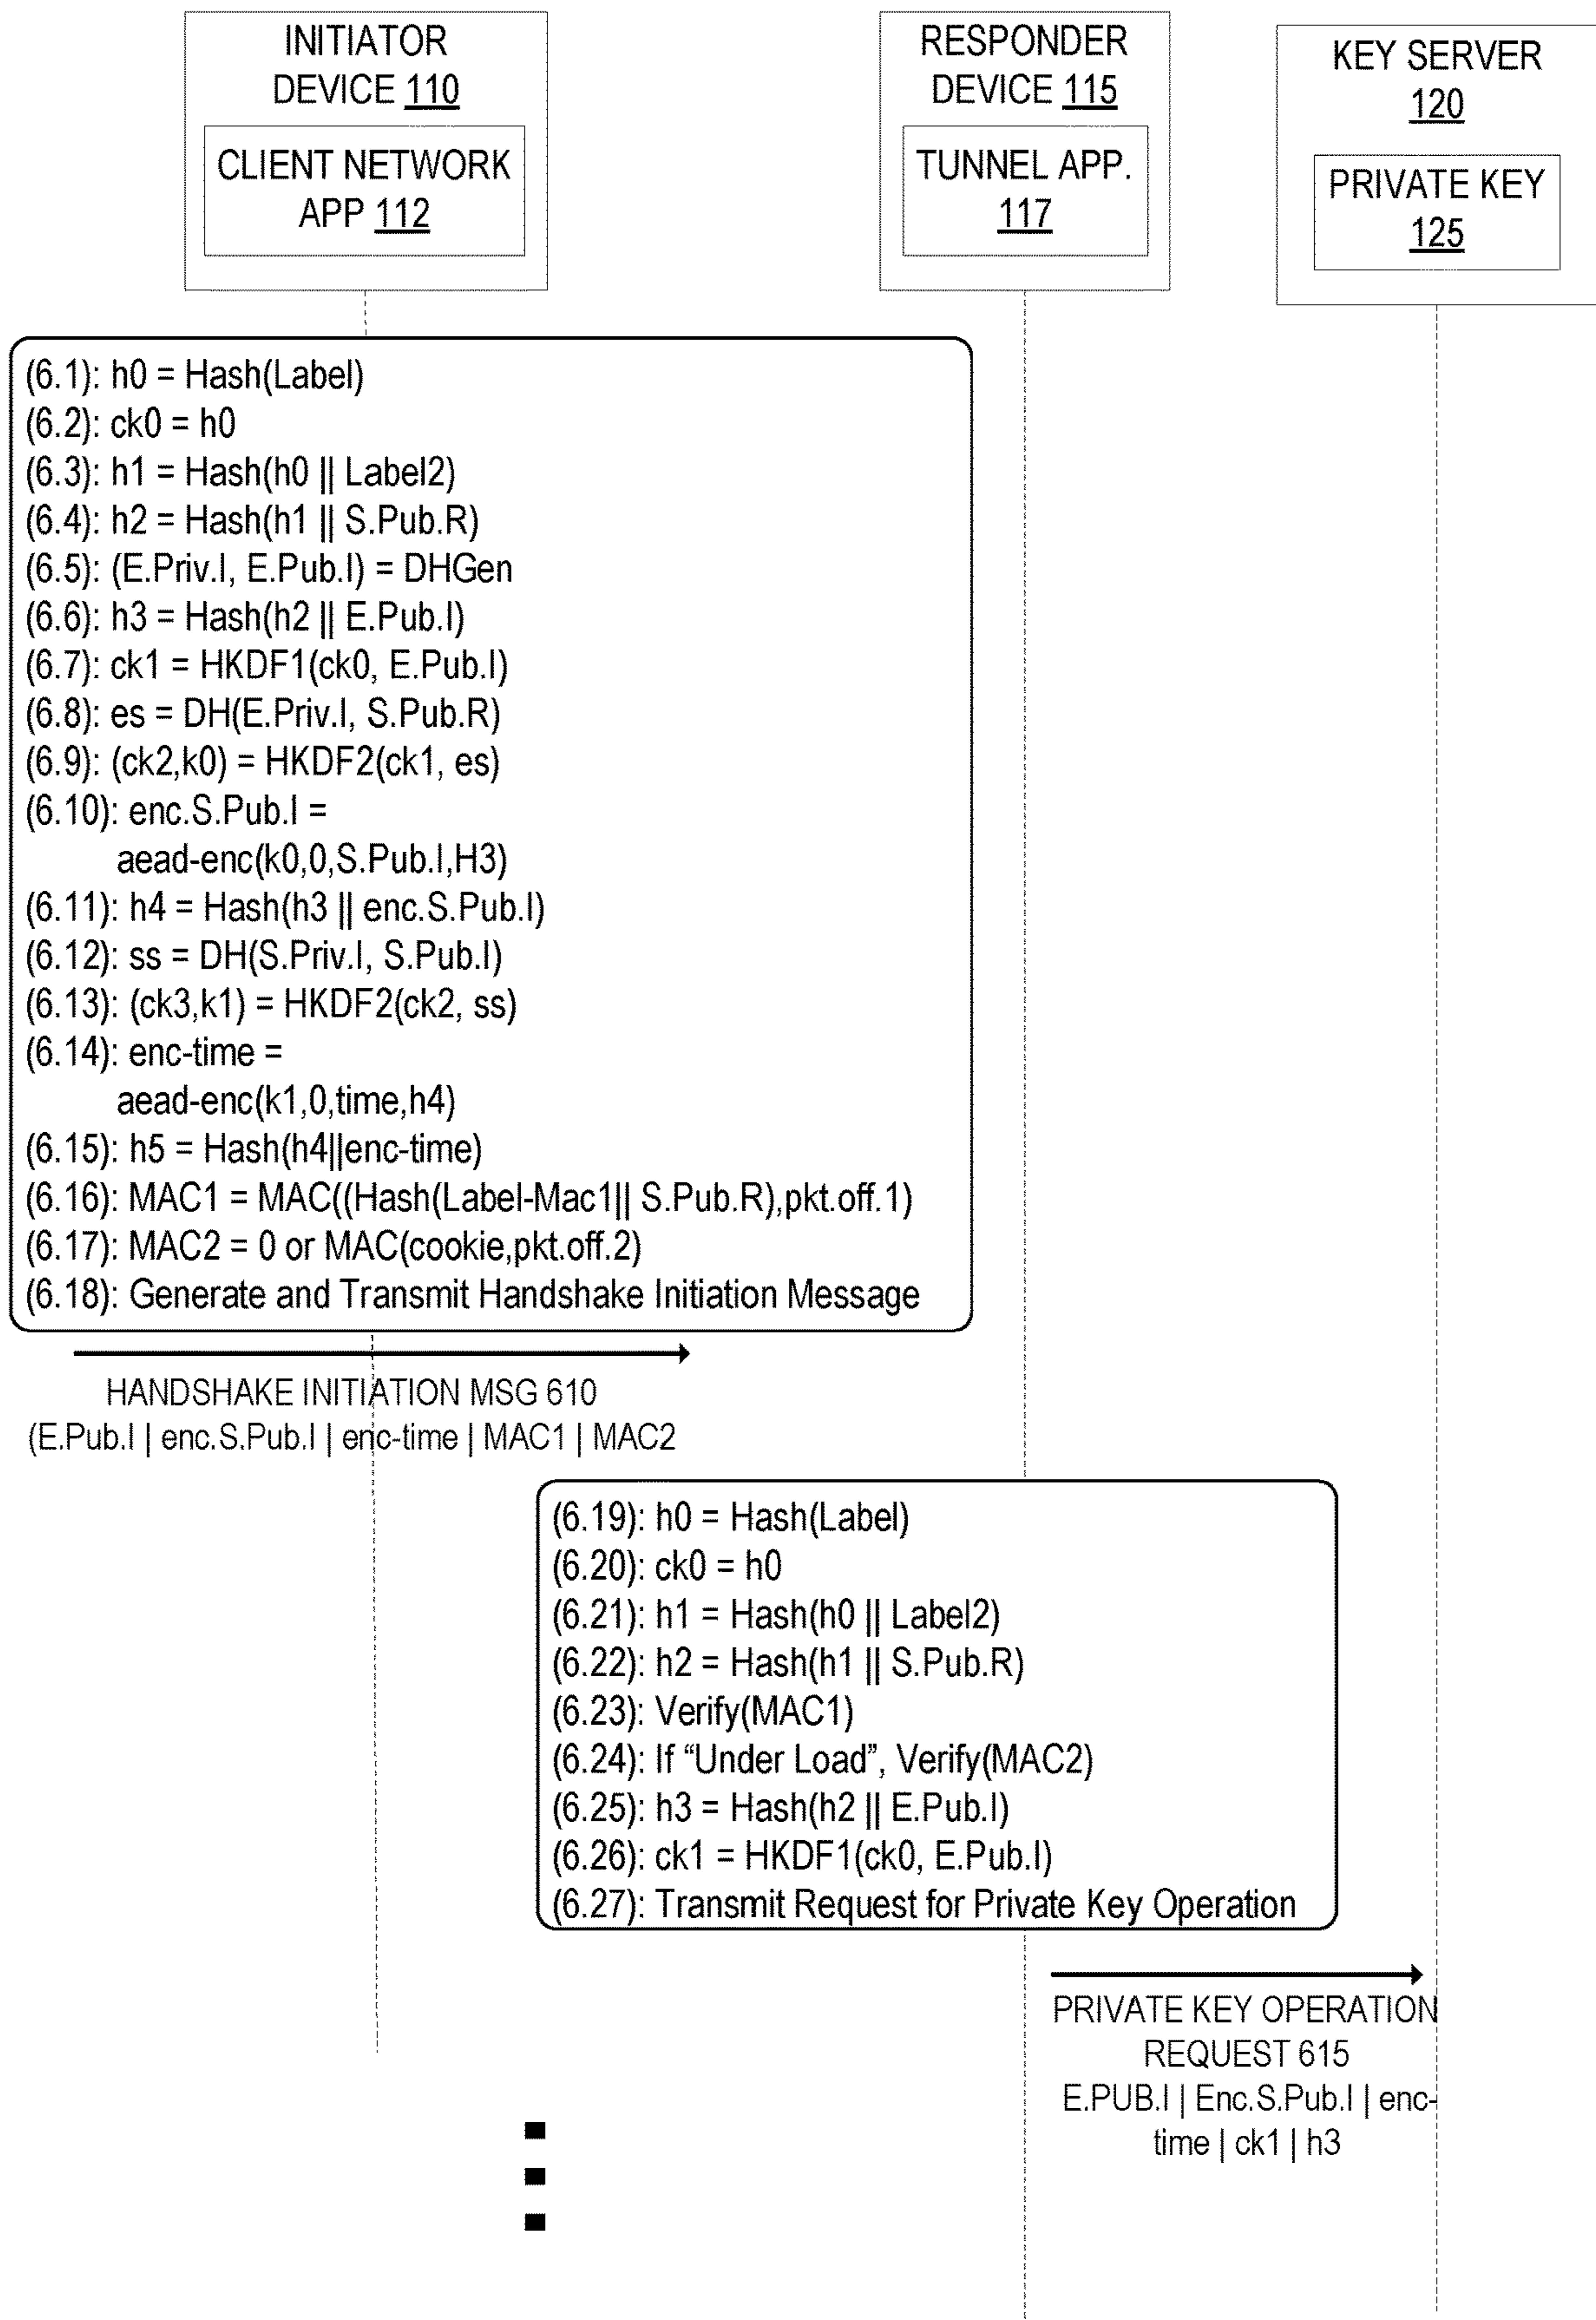 INITIATOR
DEVICE 110
CLIENT NETWORK
APP 112
RESPONDER
DEVICE 115
TUNNEL APP.
117
KEY SERVER
120
PRIVATE KEY
125
(6.1): h0 = Hash(Label)
(6.2): ck0 = h0
(6.3): h1 = Hash(h0 || Label2)
(6.4): h2 = Hash(h1 || S.Pub.R)
(6.5): (E.Priv.I, E.Pub.I) = DHGen
(6.6): h3 = Hash(h2 || E.Pub.I)
(6.7): ck1 = HKDF1(ck0, E.Pub.I)
(6.8): es = DH(E.Priv.I, S.Pub.R)
(6.9): (ck2,k0) = HKDF2(ck1, es)
(6.10): enc.S.Pub.I =
aead-enc(k0,0,S.Pub.I,H3)
(6.11): h4 = Hash(h3 || enc.S.Pub.I)
(6.12): ss = DH(S.Priv.I, S.Pub.I)
(6.13): (ck3,k1) = HKDF2(ck2, ss)
(6.14): enc-time =
aead-enc(k1,0,time,h4)
(6.15): h5 = Hash(h4||enc-time)
(6.16): MAC1 = MAC((Hash(Label-Mac1|| S.Pub.R),pkt.off.1)
(6.17): MAC2 = 0 or MAC(cookie,pkt.off.2)
(6.18): Generate and Transmit Handshake Initiation Message
HANDSHAKE INITIATION MSG 610
(E.Pub.I | enc.S.Pub.I | enc-time | MAC1 | MAC2
(6.19): h0 = Hash(Label)
(6.20): ck0 = h0
(6.21): h1 = Hash(h0 || Label2)
(6.22): h2 = Hash(h1 || S.Pub.R)
(6.23): Verify(MAC1)
(6.24): If “Under Load”, Verify(MAC2)
(6.25): h3 = Hash(h2 || E.Pub.I)
(6.26): ck1 = HKDF1(ck0, E.Pub.I)
(6.27): Transmit Request for Private Key Operation
PRIVATE KEY OPERATION
REQUEST 615
E.PUB.I | Enc.S.Pub.I | enc-
time | ck1 | h3